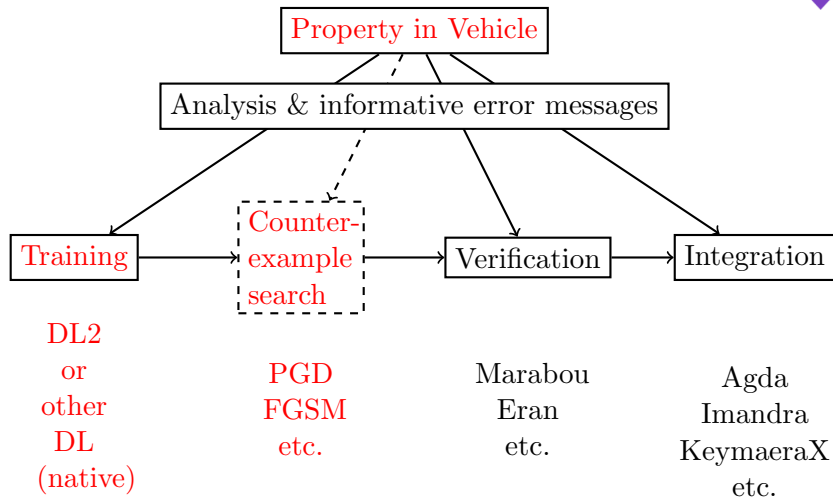 Property in Vehicle
Analysis & informative error messages
Training
Counter-
example
search
Verification
Integration
DL2
or
other
DL
(native)
PGD
FGSM
etc.
Marabou
Eran
etc.
Agda
Imandra
KeymaeraX
etc.